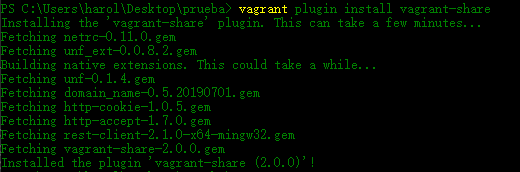 PS C:\Users\harol\Desktop\prueba> vagrant plugin install vagrant-share
Installing the 'vagrant-share' plugin. This can take a few minutes...
Fetching netrc-0.11.0.gem
Fetching unf_ext-0.0.8.2.gem
Building native extensions. This could take a while...
Fetching unf-0.1.4.gem
Fetching domain_name-0.5.20190701.gem
Fetching http-cookie-1.0.5.gem
Fetching http-accept-1.7.0.gem
Fetching rest-client-2.1.0-x64-mingw32.gem
Fetching vagrant-share-2.0.0.gem
Installed the plugin 'vagrant-share (2.0.0)'!